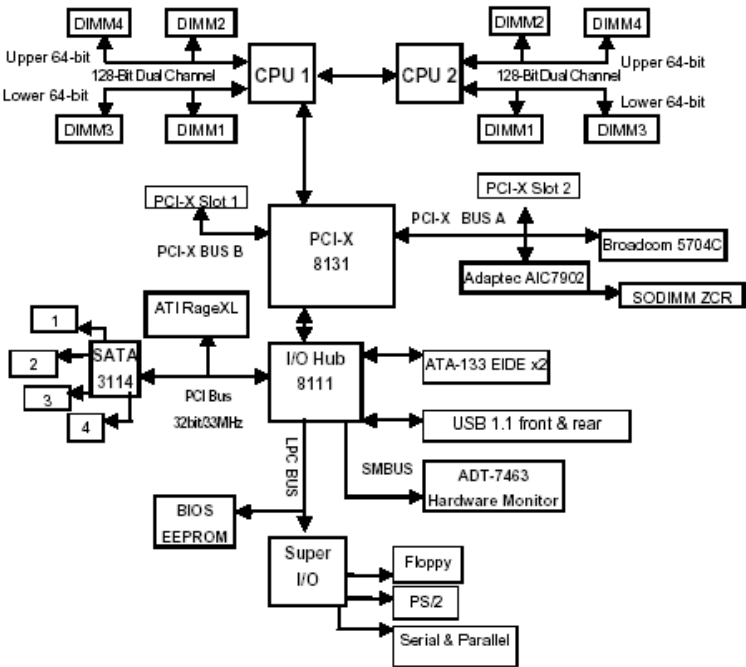 DIMM4
DIMM2
DIMM2
DIMM4
Upper 64-bit
CPU 1
CPU 2
Upper 64-bit
128-Bit Dual Channel
128-Bit Dual Channel
Lower 64-bit
Lower 64-bit
DIMM3
DIMM1
DIMM1
DIMM3
PCI-X Slot 1
PCI-X Slot 2
PCI-X BUS A
PCI-X BUS B
PCI-X
8131
Broadcom 5704C
Adaptec AIC7902
SODIMM ZCR
ATI RageXL
1
2
3
4
SATA
3114
I/O Hub
8111
ATA-133 EIDE x2
PCI Bus
32bit/33MHz
USB 1.1 front & rear
LPC BUS
SMBUS
ADT-7463
Hardware Monitor
BIOS
EEPROM
Super
I/O
Floppy
PS/2
Serial & Parallel